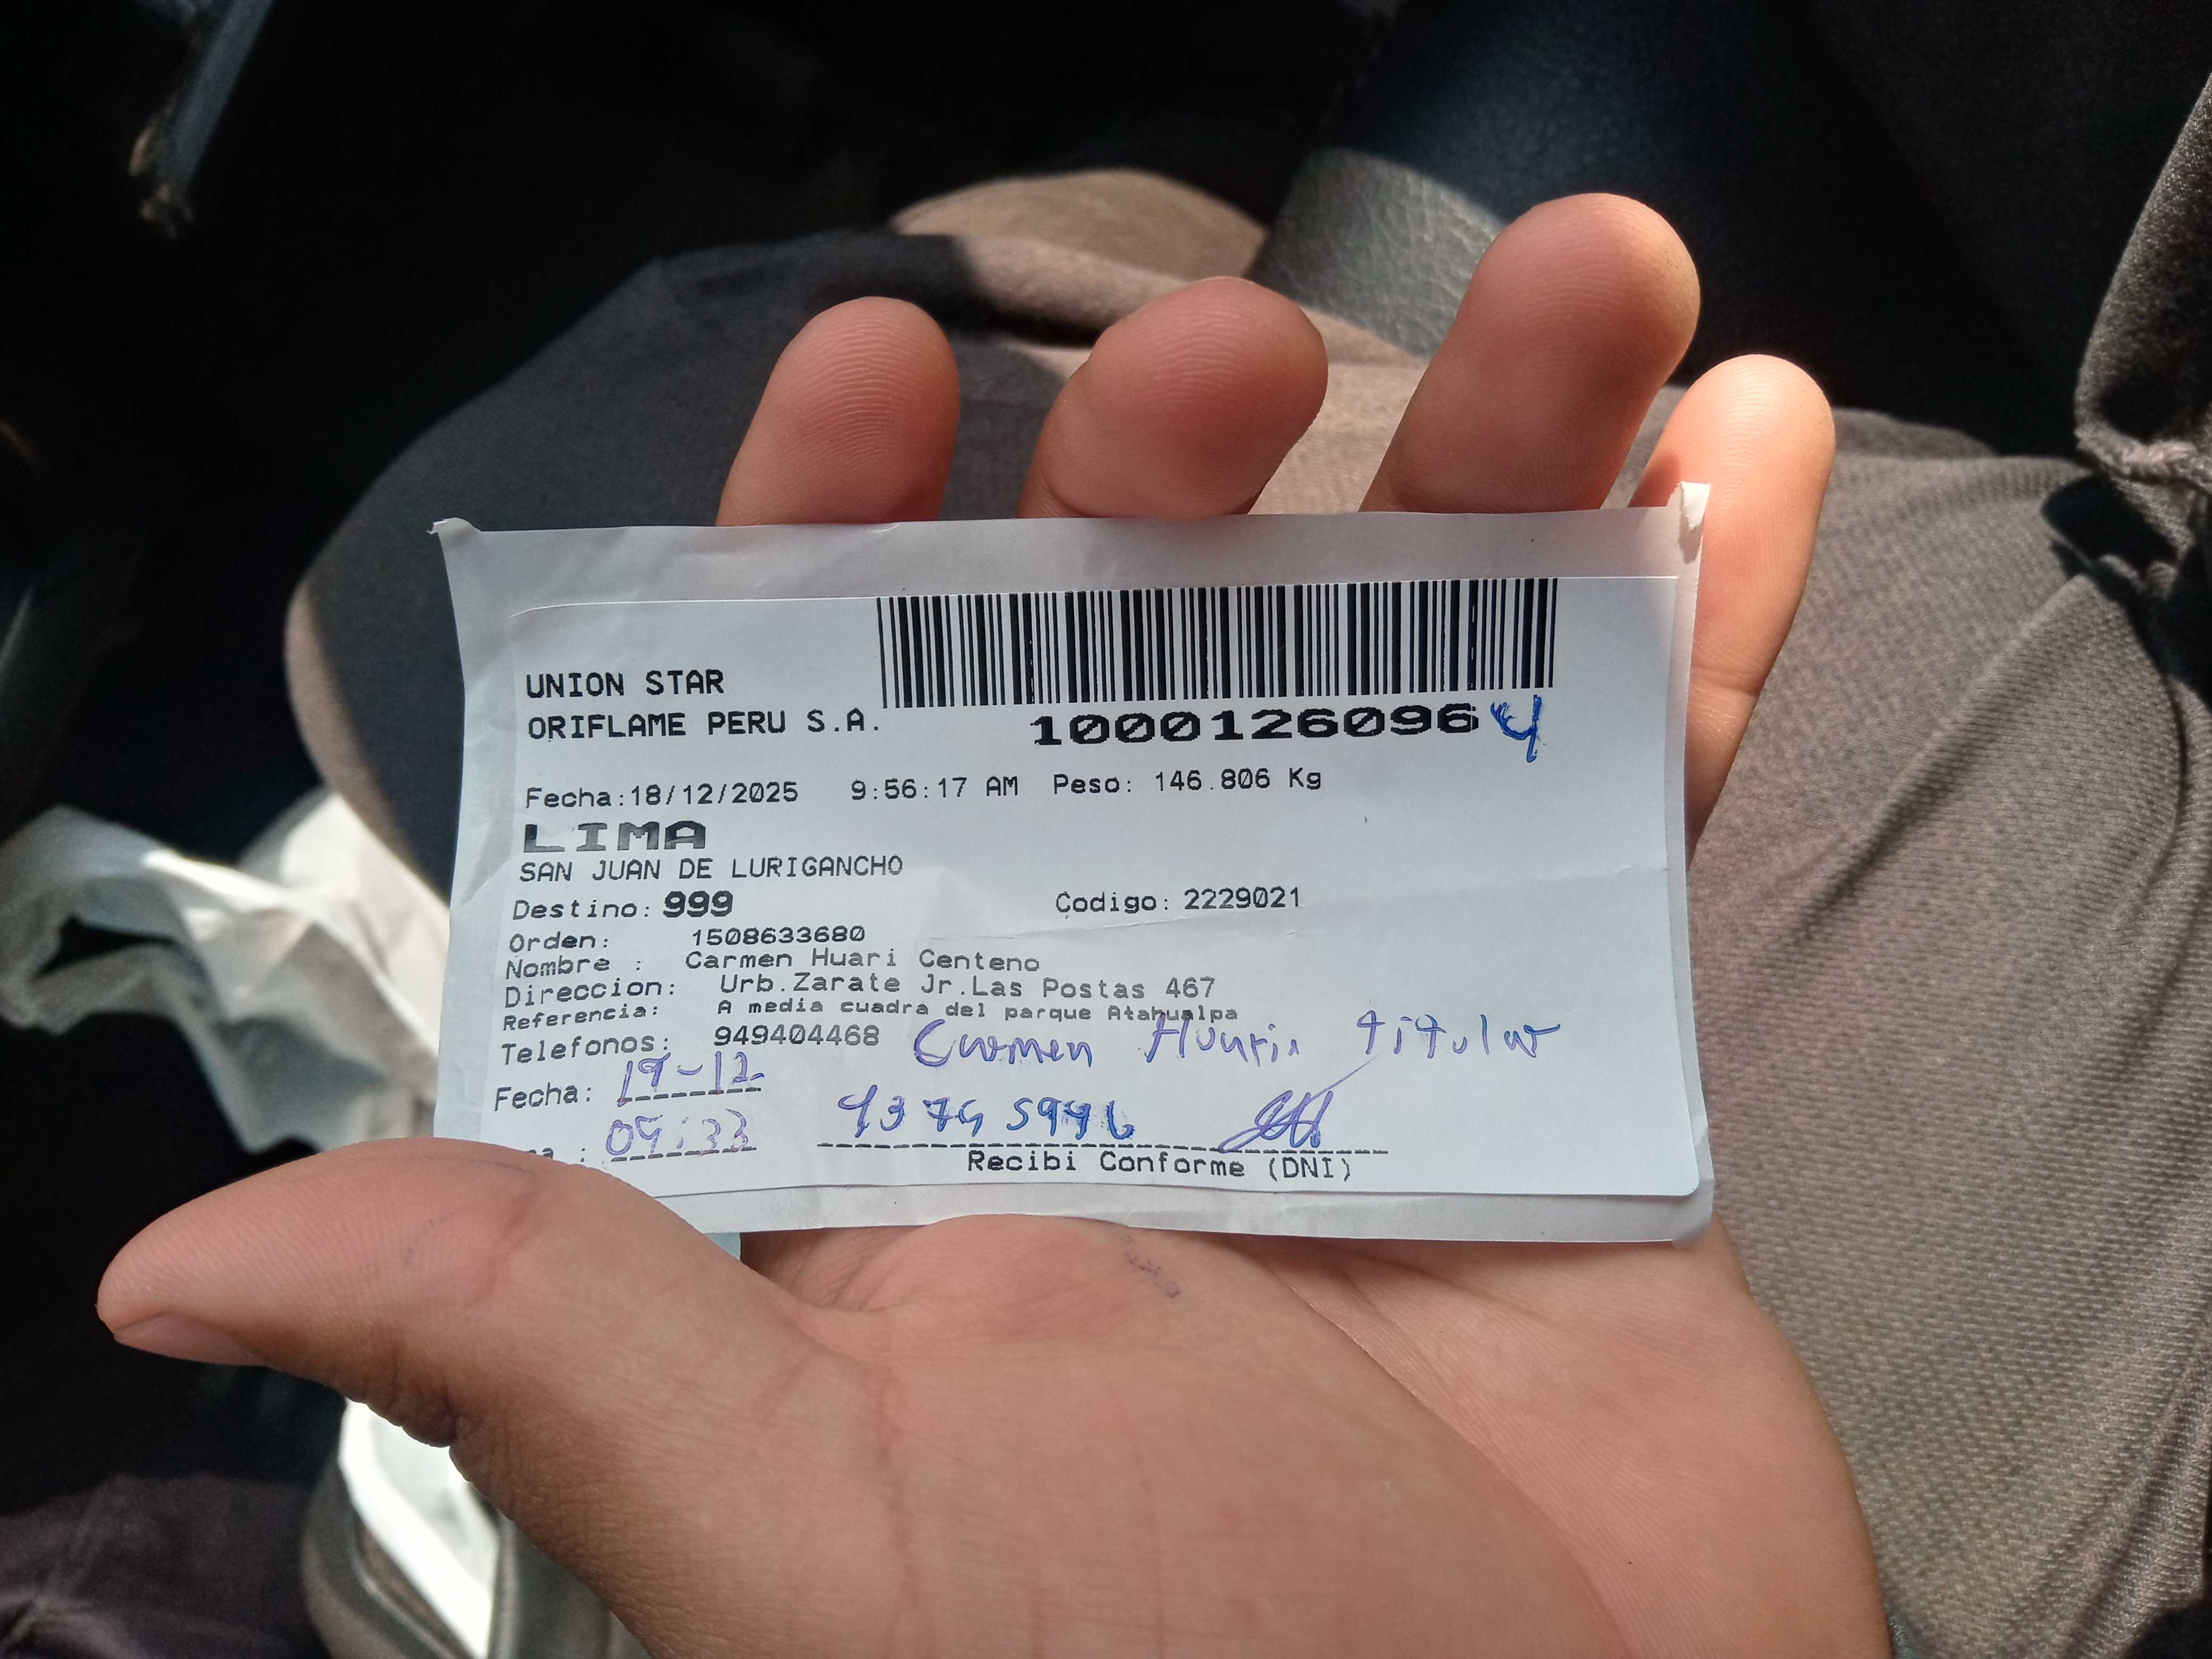 UNION STAR
ORIFLAME PERU S.A.
10001260964
Fecha:18/12/2025 9:56:17 AM Peso: 146.806 Kg
LIMA
SAN JUAN DE LURIGANCHO
Destino: 999 Codigo: 2229021
Orden: 1508633680
Nombre : Carmen Huari Centeno
Direccion: Urb.Zarate Jr.Las Postas 467
Referencia: A media cuadra del parque Atahualpa
Telefonos: 949404468 Carmen Huari titular
Fecha: 19-12
: 09:33
Recibi Conforme (DNI)